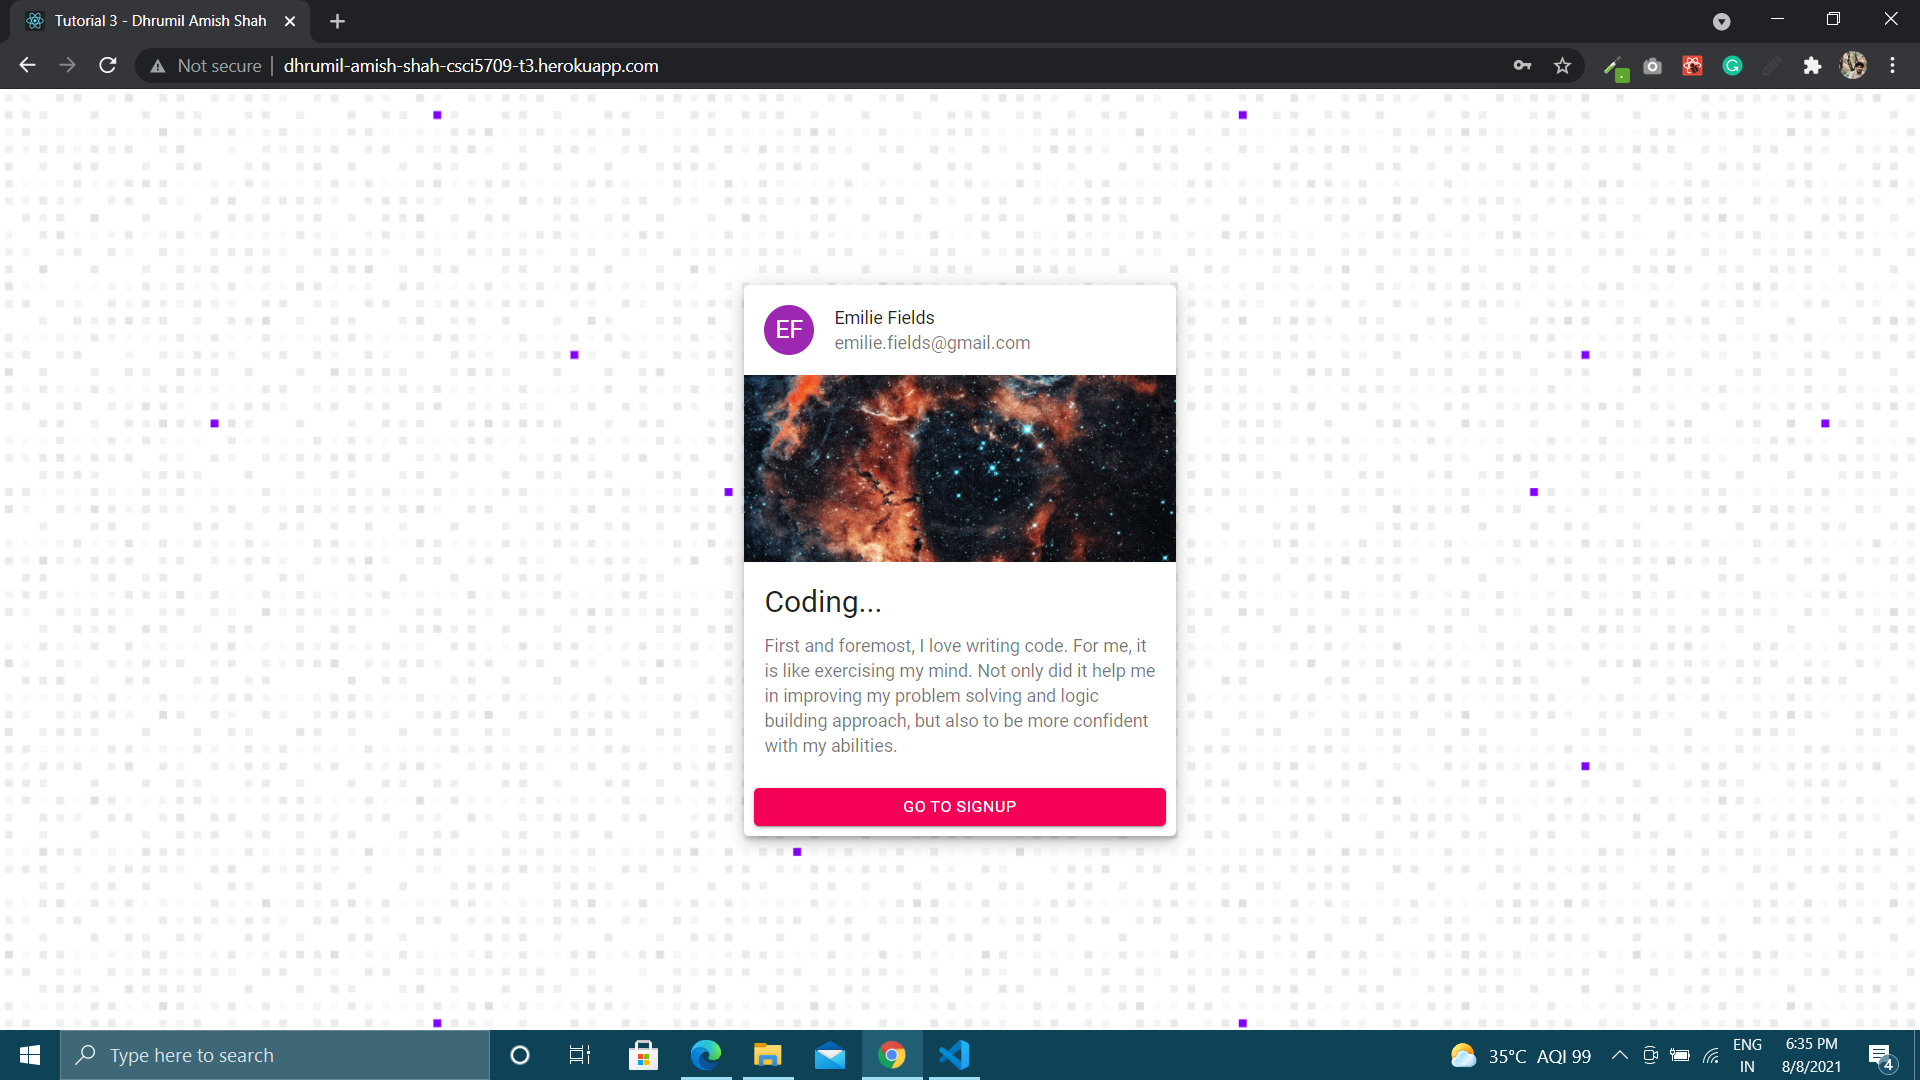 Tutorial 3 - Dhrumil Amish Shah
Not secure
dhrumil-amish-shah-csci5709-t3.herokuapp.com
EF
Emilie Fields
emilie.fields@gmail.com
Coding...
First and foremost, I love writing code. For me, it
is like exercising my mind. Not only did it help me
in improving my problem solving and logic
building approach, but also to be more confident
with my abilities.
GO TO SIGNUP
Type here to search
35°C AQI 99
ENG
IN
6:35 PM
8/8/2021
4